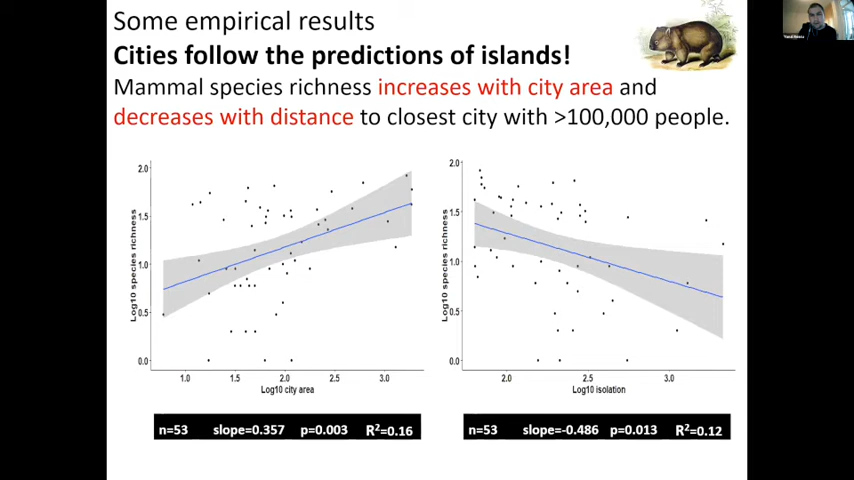 Some empirical results
Cities follow the predictions of islands!
Mammal species richness increases with city area and
decreases with distance to closest city with >100,000 people.
2.0
1.5
1.0
0.5
0.0
Log10 species richness
1.0 1.5 2.0 2.5 3.0
Log10 city area
2.0
1.5
1.0
0.5
0.0
Log10 species richness
2.0 2.5 3.0
Log10 isolation
n=53 slope=0.357 p=0.003 R²=0.16
n=53 slope=-0.486 p=0.013 R²=0.12